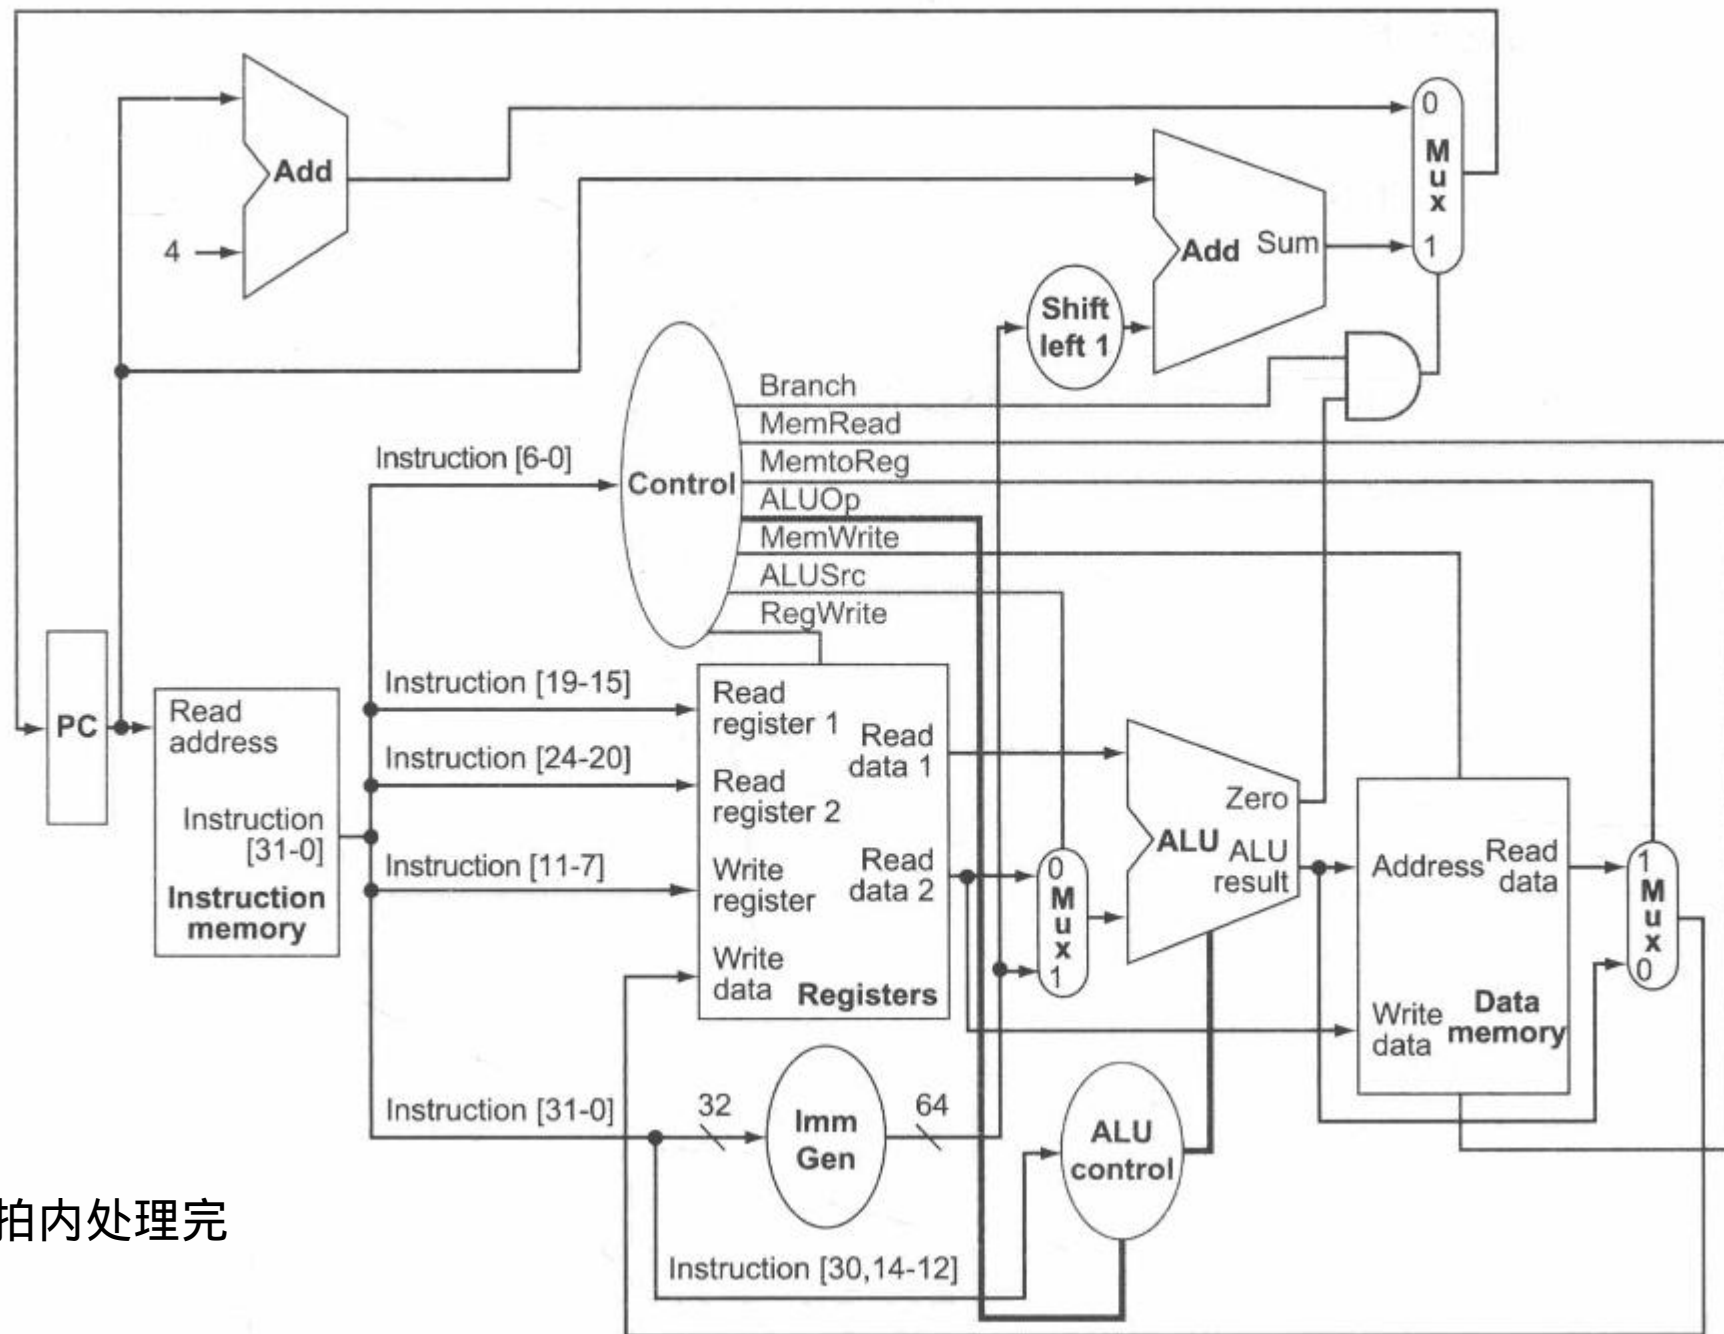 0
M
u
x
1
Add
4
Add Sum
Shift
left 1
Branch
MemRead
MemtoReg
ALUOp
MemWrite
ALUSrc
RegWrite
Control
Instruction [6-0]
PC
Read
address
Instruction
[31-0]
Instruction
memory
Instruction [19-15]
Instruction [24-20]
Instruction [11-7]
Instruction [31-0]
Read
register 1
Read
register 2
Write
register
Write
data
Read
data 1
Read
data 2
Registers
0
M
u
x
1
Zero
ALU
ALU
result
Address
Read
data
Write
data
Data
memory
1
M
u
x
0
32
Imm
Gen
64
ALU
control
Instruction [30,14-12]
拍内处理完